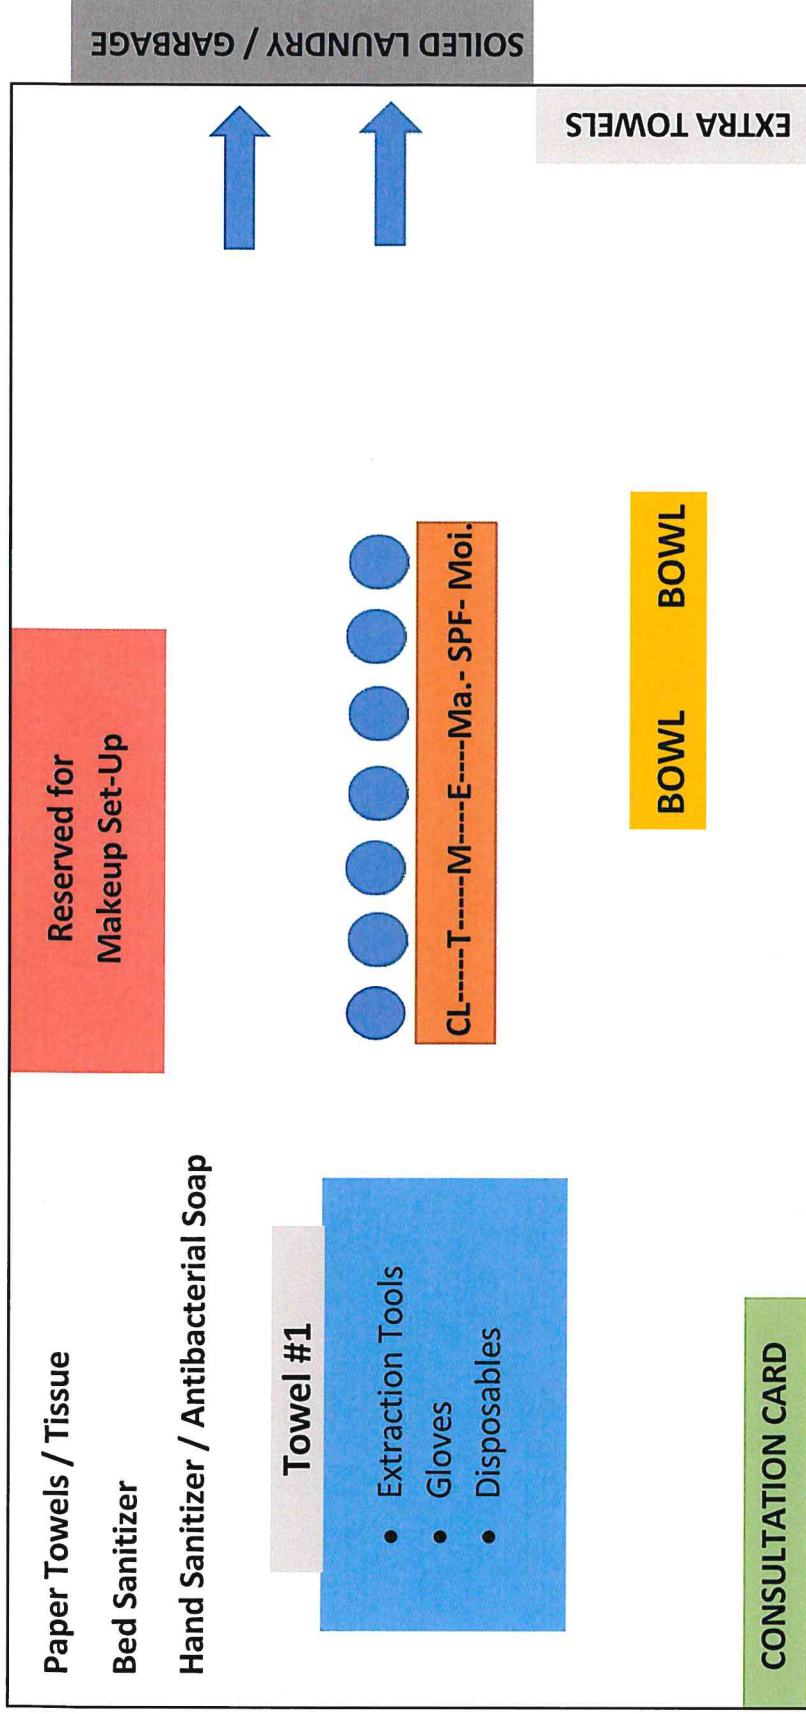 Paper Towels / Tissue
Bed Sanitizer
Hand Sanitizer / Antibacterial Soap
Reserved for
Makeup Set-Up
SOILED LAUNDRY / GARBAGE
Towel #1
• Extraction Tools
• Gloves
• Disposables
CL-----T-----M----E----Ma.- SPF- Moi.
BOWL BOWL
EXTRA TOWELS
CONSULTATION CARD